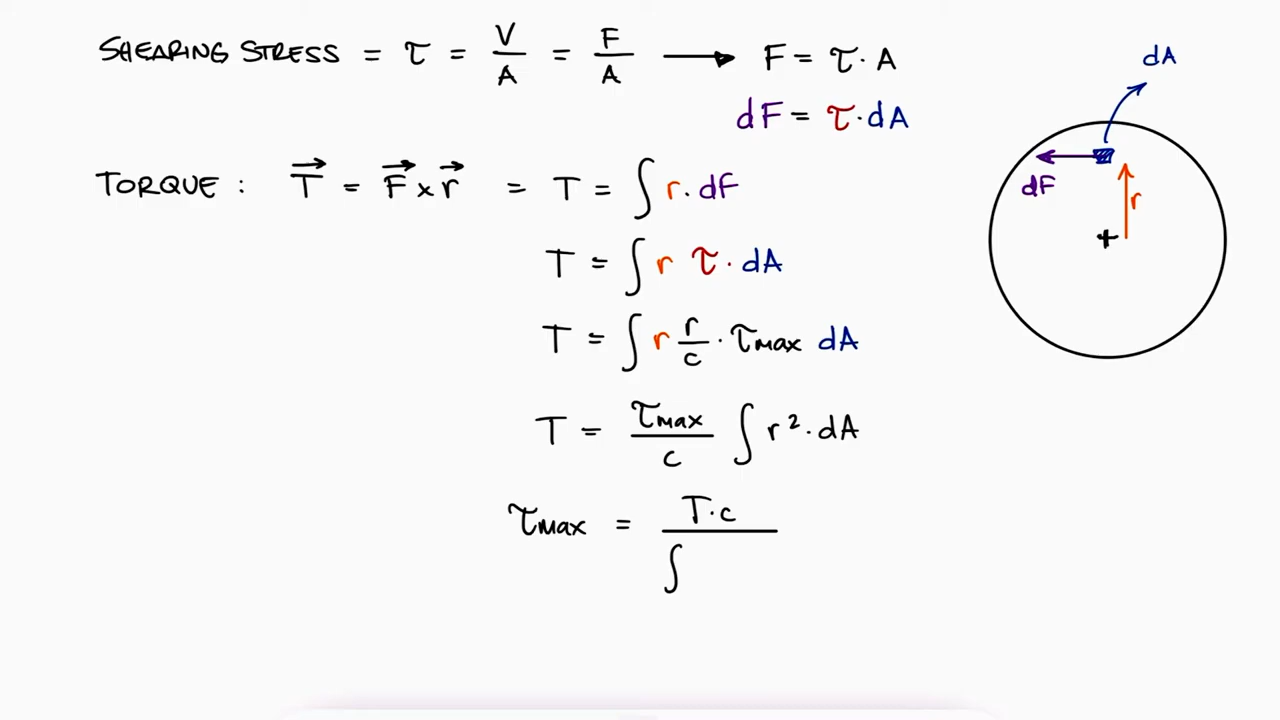 SHEARING STRESS = τ = V/A = F/A ⟶ F = τ · A
dF = τ · dA
TORQUE : T⃗ = F⃗ x r⃗ = T = ∫ r · dF
T = ∫ r τ · dA
T = ∫ r r/c · τmax dA
T = τmax/c ∫ r² · dA
τmax = T·c / ∫
dA
dF
r